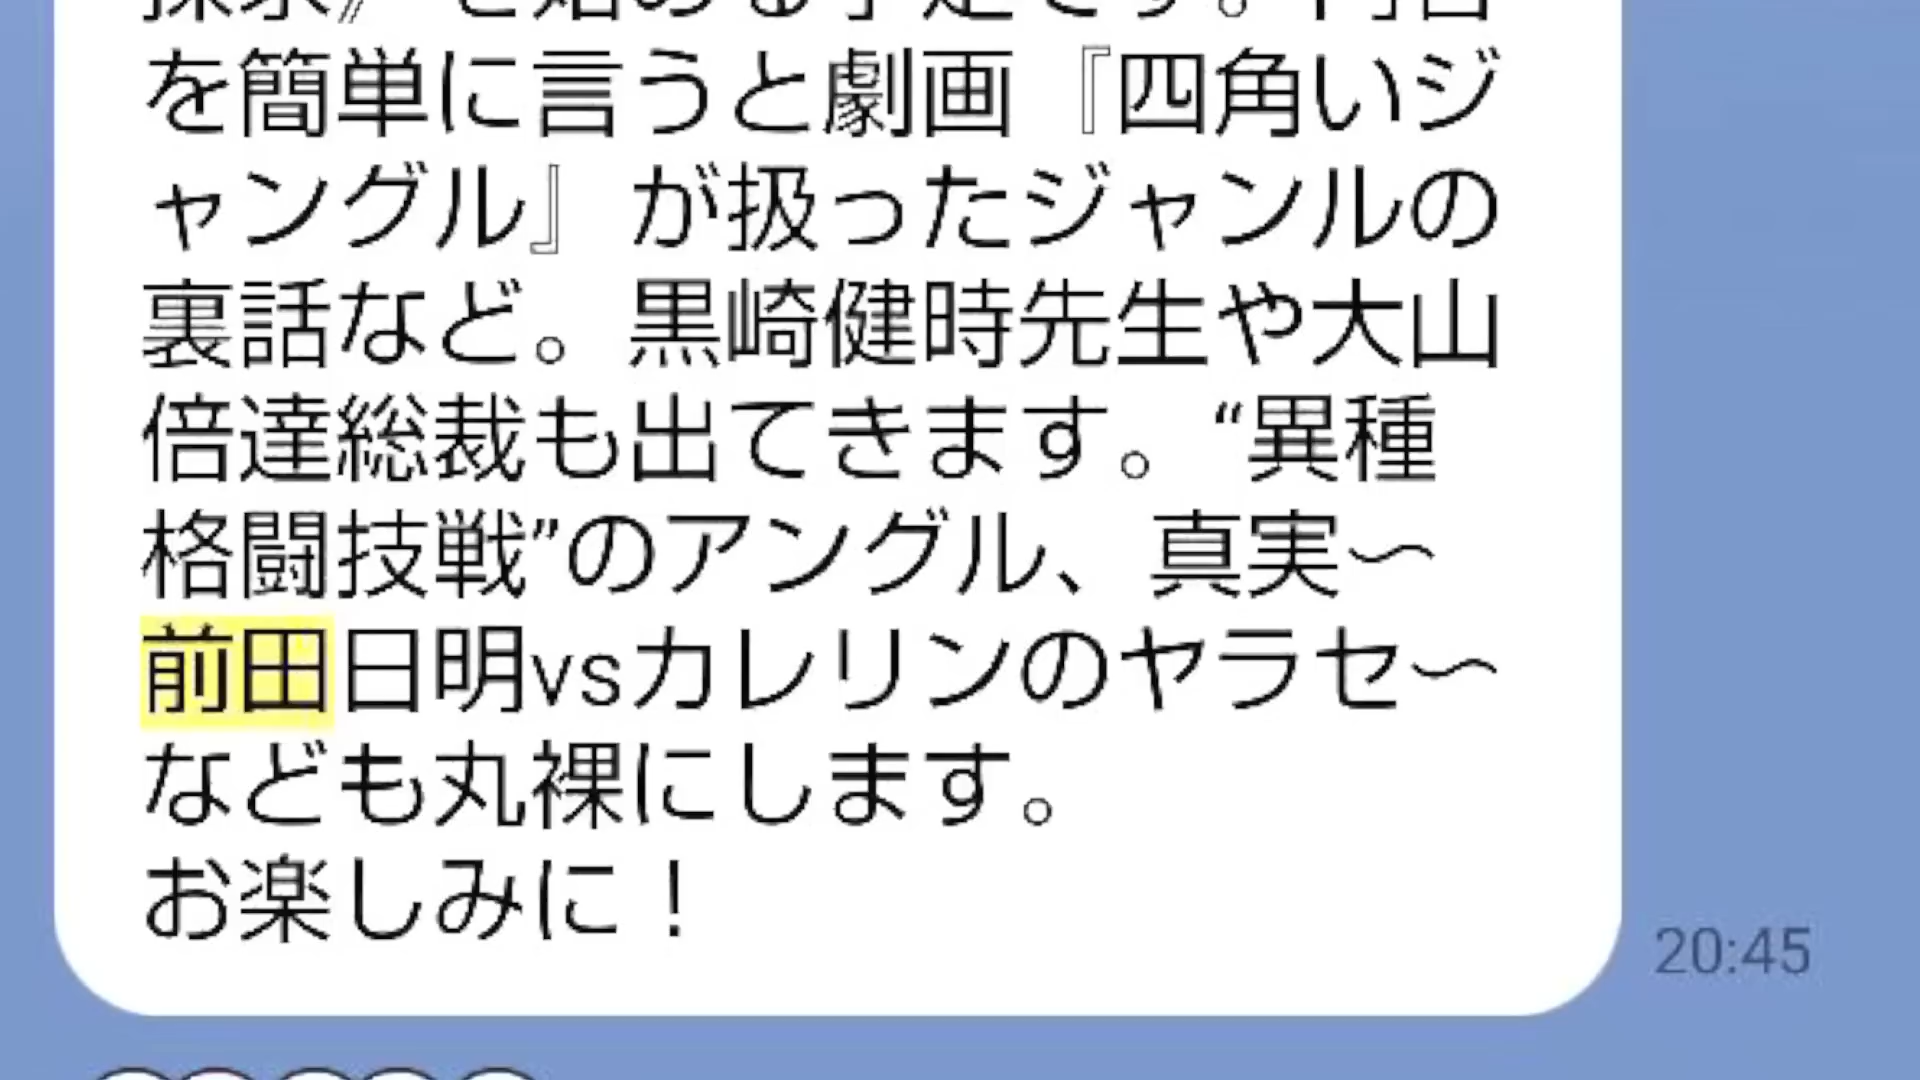 を簡単に言うと劇画『四角いジ
ャングル』が扱ったジャンルの
裏話など。黒崎健時先生や大山
倍達総裁も出てきます。“異種
格闘技戦”のアングル、真実〜
前田日明vsカレリンのヤラセ〜
なども丸裸にします。
お楽しみに！
20:45